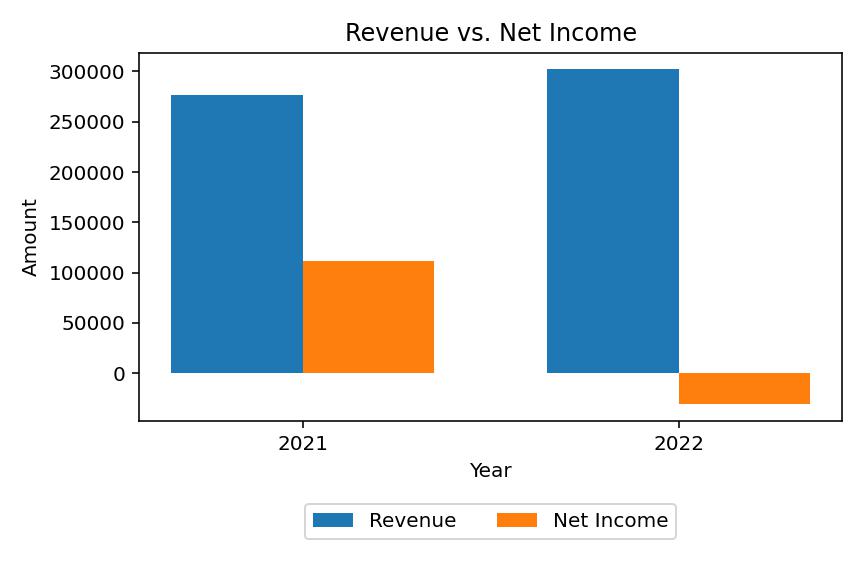 Revenue vs. Net Income
300000
250000
200000
150000
100000
50000
0
Amount
2021 2022
Year
Revenue Net Income